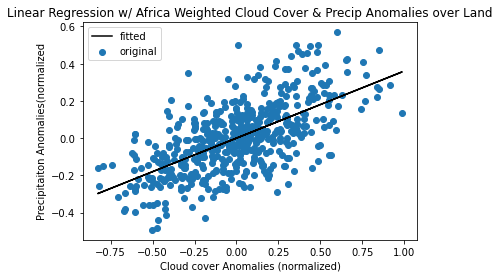 Linear Regression w/ Africa Weighted Cloud Cover & Precip Anomalies over Land
fitted
original
0.6
0.4
0.2
0.0
−0.2
−0.4
Precipitaiton Anomalies(normalized
−0.75 −0.50 −0.25 0.00 0.25 0.50 0.75 1.00
Cloud cover Anomalies (normalized)